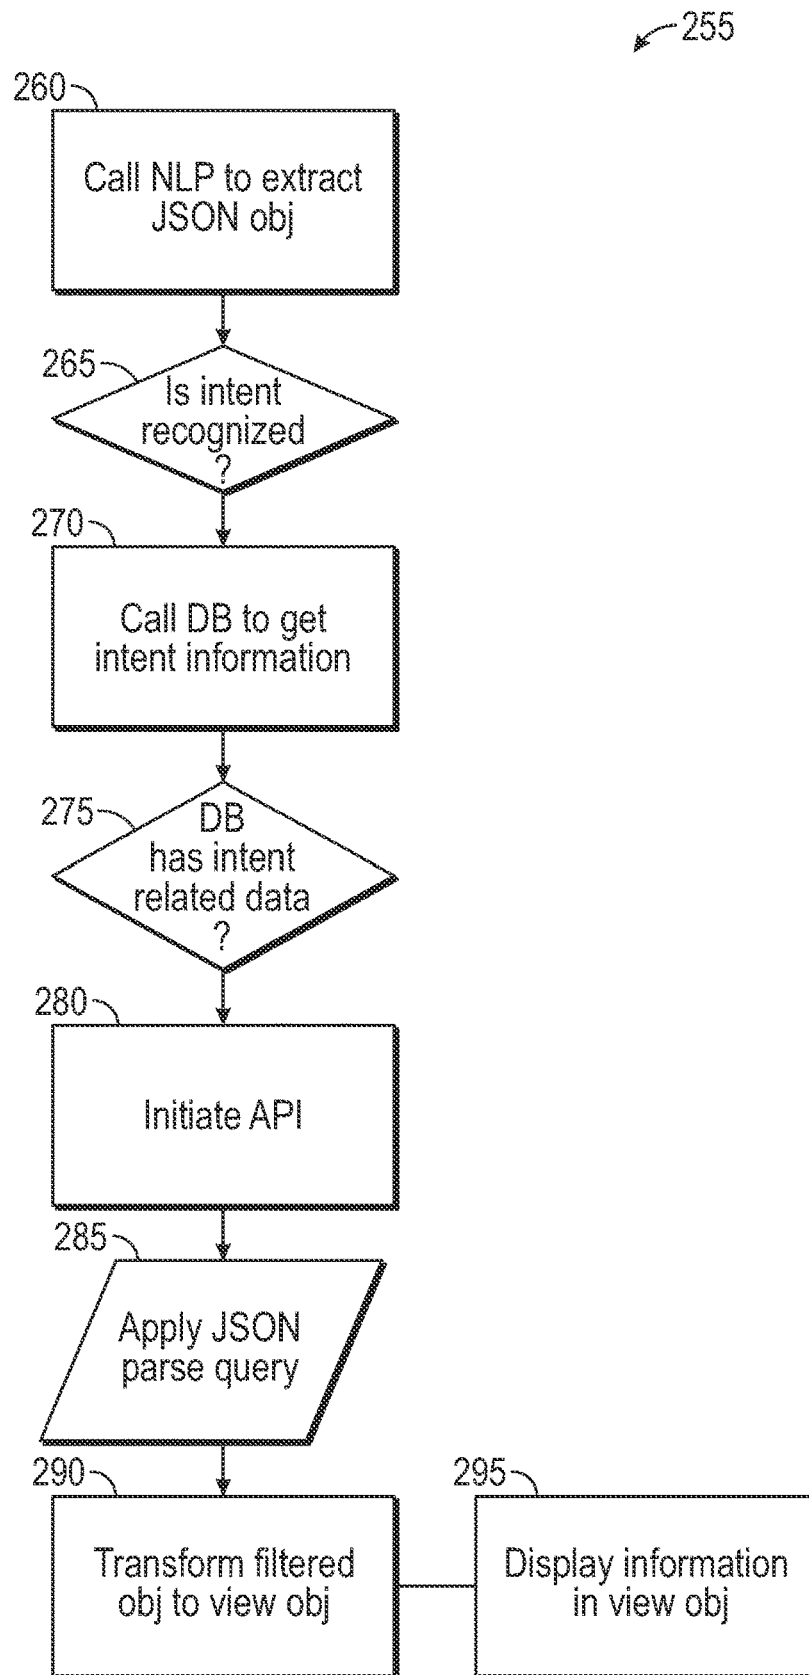 255
260
Call NLP to extract
JSON obj
265
Is intent
recognized
?
270
Call DB to get
intent information
275
DB
has intent
related data
?
280
Initiate API
285
Apply JSON
parse query
290
Transform filtered
obj to view obj
295
Display information
in view obj